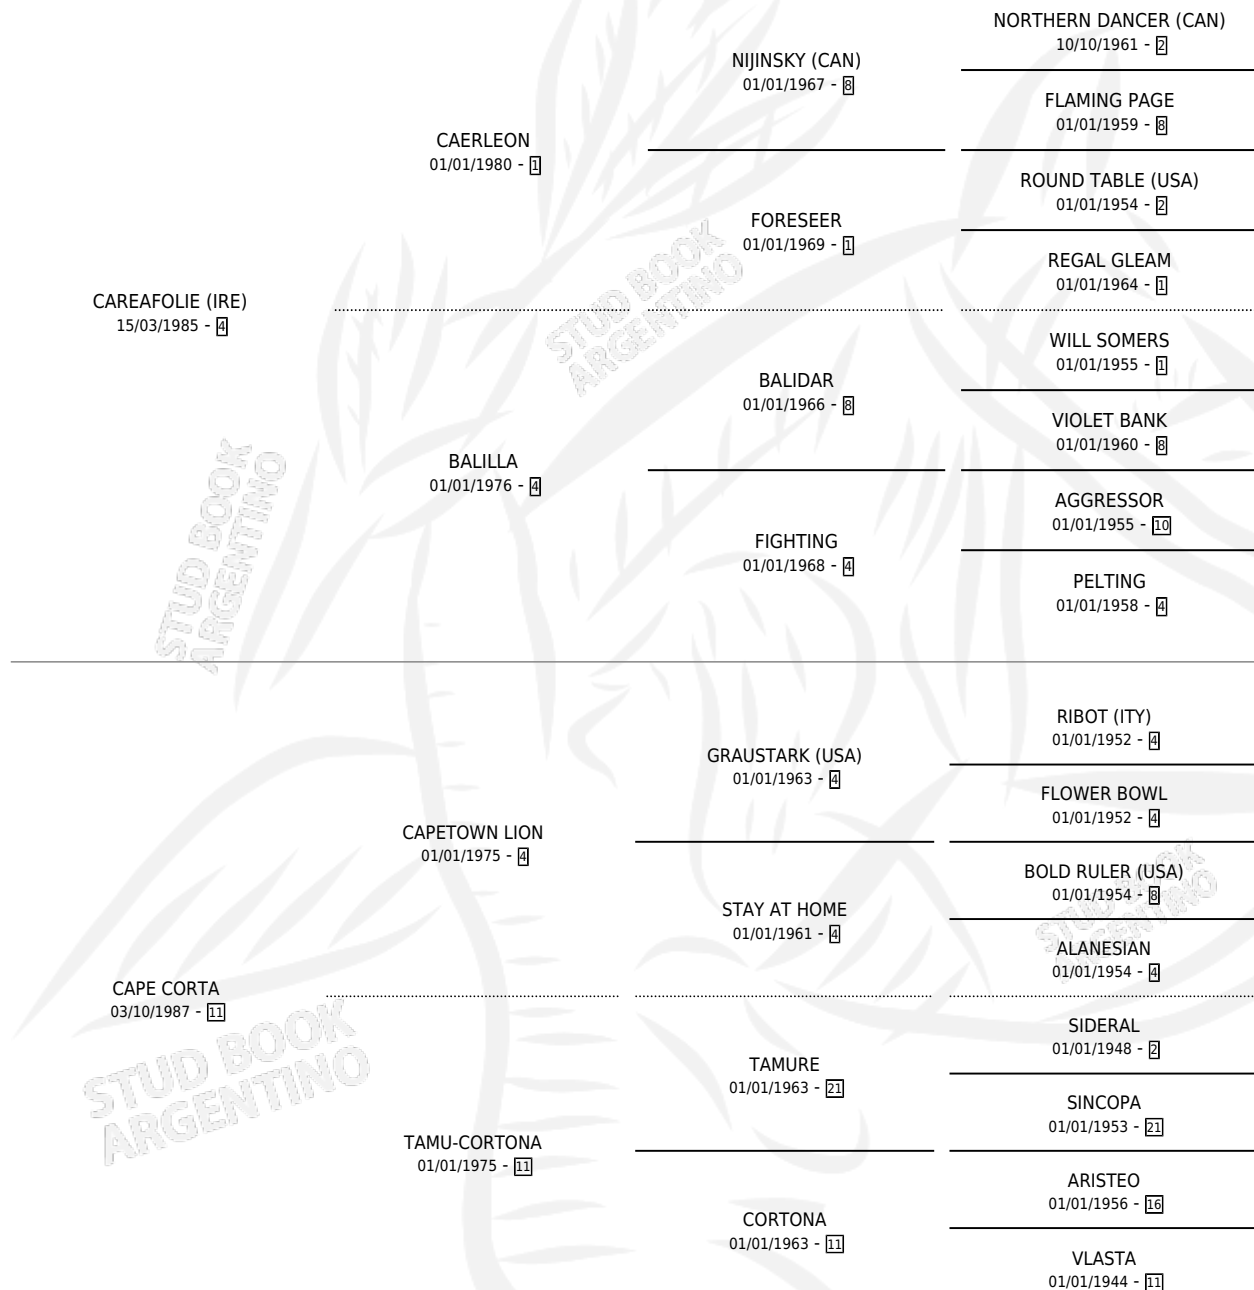 NORTHERN DANCER (CAN)
10/10/1961 - 2
NIJINSKY (CAN)
01/01/1967 - 8
FLAMING PAGE
01/01/1959 - 8
CAERLEON
01/01/1980 - 1
ROUND TABLE (USA)
01/01/1954 - 2
FORESEER
01/01/1969 - 1
REGAL GLEAM
01/01/1964 - 1
CAREAFOLIE (IRE)
15/03/1985 - 4
WILL SOMERS
01/01/1955 - 1
BALIDAR
01/01/1966 - 8
VIOLET BANK
01/01/1960 - 8
BALILLA
01/01/1976 - 4
AGGRESSOR
01/01/1955 - 10
FIGHTING
01/01/1968 - 4
PELTING
01/01/1958 - 4
RIBOT (ITY)
01/01/1952 - 4
GRAUSTARK (USA)
01/01/1963 - 4
FLOWER BOWL
01/01/1952 - 4
CAPETOWN LION
01/01/1975 - 4
BOLD RULER (USA)
01/01/1954 - 8
STAY AT HOME
01/01/1961 - 4
ALANESIAN
01/01/1954 - 4
CAPE CORTA
03/10/1987 - 11
SIDERAL
01/01/1948 - 2
TAMURE
01/01/1963 - 21
SINCOPA
01/01/1953 - 21
TAMU-CORTONA
01/01/1975 - 11
ARISTEO
01/01/1956 - 16
CORTONA
01/01/1963 - 11
VLASTA
01/01/1944 - 11
STUD BOOK
ARGENTINO
STUD BOOK
ARGENTINO
STUD BOOK
ARGENTINO
STUD BOOK
ARGENTINO